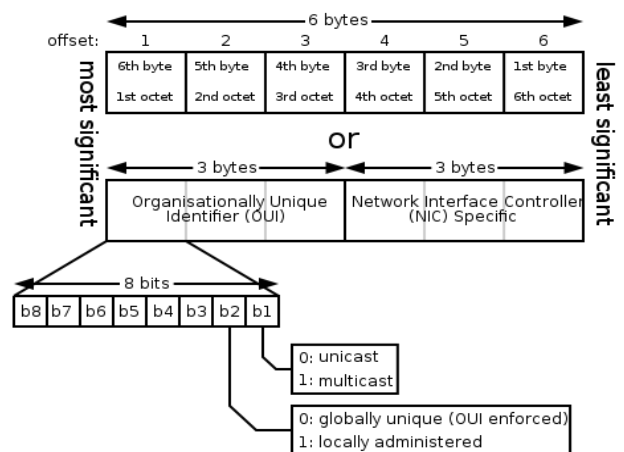 6 bytes
offset: 1 2 3 4 5 6
most significant
6th byte 5th byte 4th byte 3rd byte 2nd byte 1st byte
1st octet 2nd octet 3rd octet 4th octet 5th octet 6th octet
least significant
or
3 bytes 3 bytes
Organisationally Unique
Identifier (OUI)
Network Interface Controller
(NIC) Specific
8 bits
b8 b7 b6 b5 b4 b3 b2 b1
0: unicast
1: multicast
0: globally unique (OUI enforced)
1: locally administered